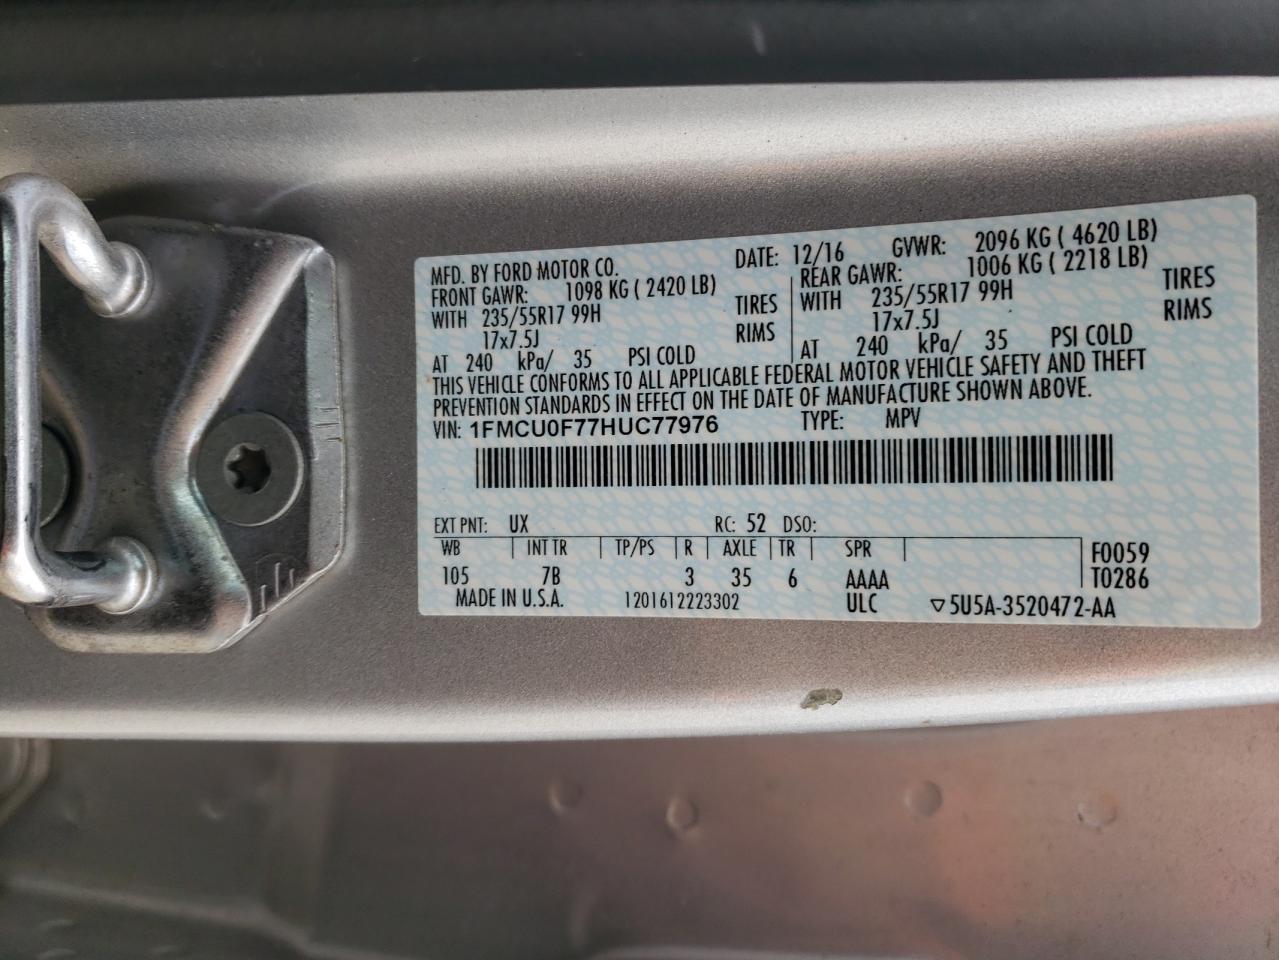 MFD. BY FORD MOTOR CO. DATE: 12/16 GVWR: 2096 KG ( 4620 LB)
FRONT GAWR: 1098 KG ( 2420 LB) REAR GAWR: 1006 KG ( 2218 LB)
WITH 235/55R17 99H TIRES WITH 235/55R17 99H TIRES
17x7.5J RIMS 17x7.5J RIMS
AT 240 kPa/ 35 PSI COLD AT 240 kPa/ 35 PSI COLD
THIS VEHICLE CONFORMS TO ALL APPLICABLE FEDERAL MOTOR VEHICLE SAFETY AND THEFT
PREVENTION STANDARDS IN EFFECT ON THE DATE OF MANUFACTURE SHOWN ABOVE.
VIN: 1FMCU0F77HUC77976 TYPE: MPV
EXT PNT: UX RC: 52 DSO:
WB INT TR TP/PS R AXLE TR SPR F0059
105 7B 3 35 6 AAAA T0286
MADE IN U.S.A. 1201612223302 ULC ▽5U5A-3520472-AA